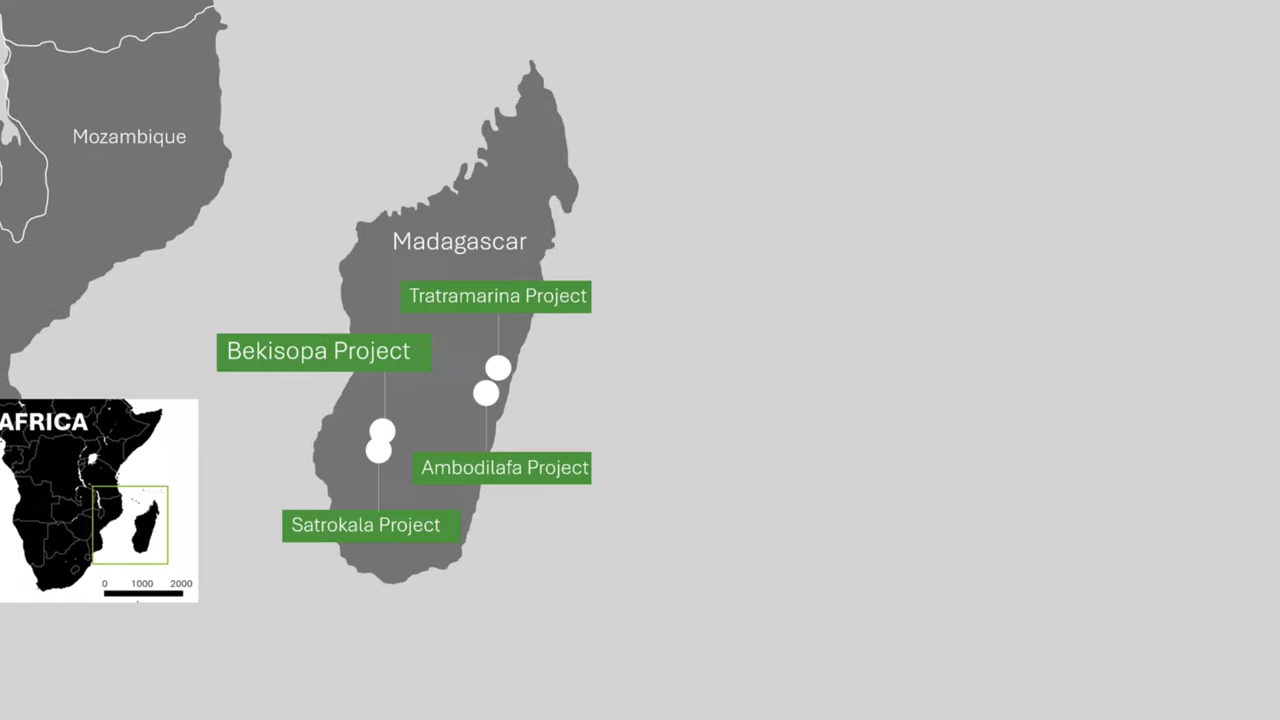 Mozambique
Madagascar
Tratramarina Project
Bekisopa Project
AFRICA
Ambodilafa Project
Satrokala Project
0 1000 2000